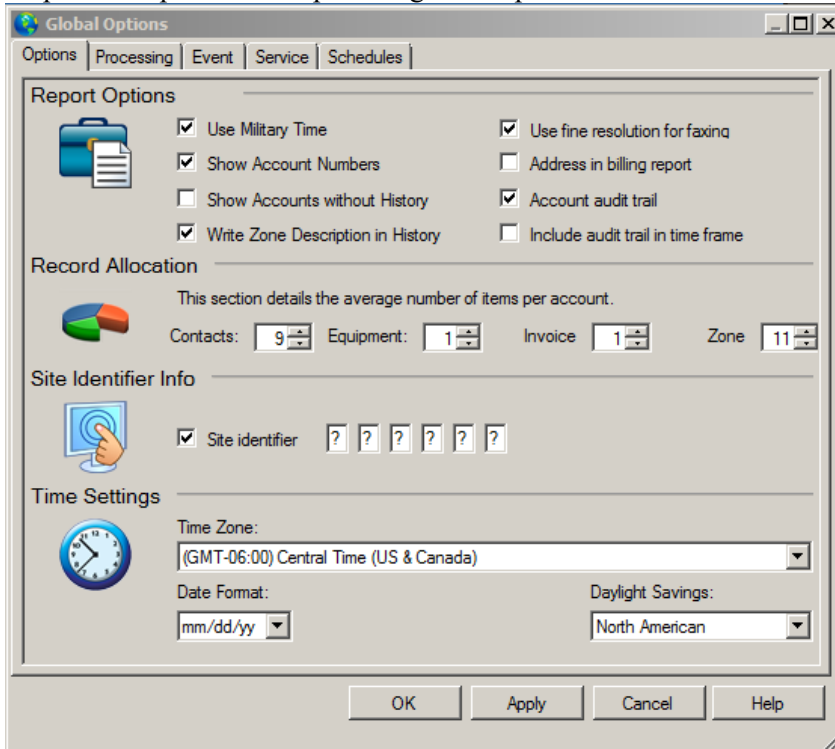 Global Options
Options Processing Event Service Schedules
Report Options
Use Military Time Use fine resolution for faxing
Show Account Numbers Address in billing report
Show Accounts without History Account audit trail
Write Zone Description in History Include audit trail in time frame
Record Allocation
This section details the average number of items per account.
Contacts: 9 Equipment: 1 Invoice 1 Zone 11
Site Identifier Info
Site identifier ? ? ? ? ? ?
Time Settings
Time Zone:
(GMT-06:00) Central Time (US & Canada)
Date Format: Daylight Savings:
mm/dd/yy North American
OK Apply Cancel Help